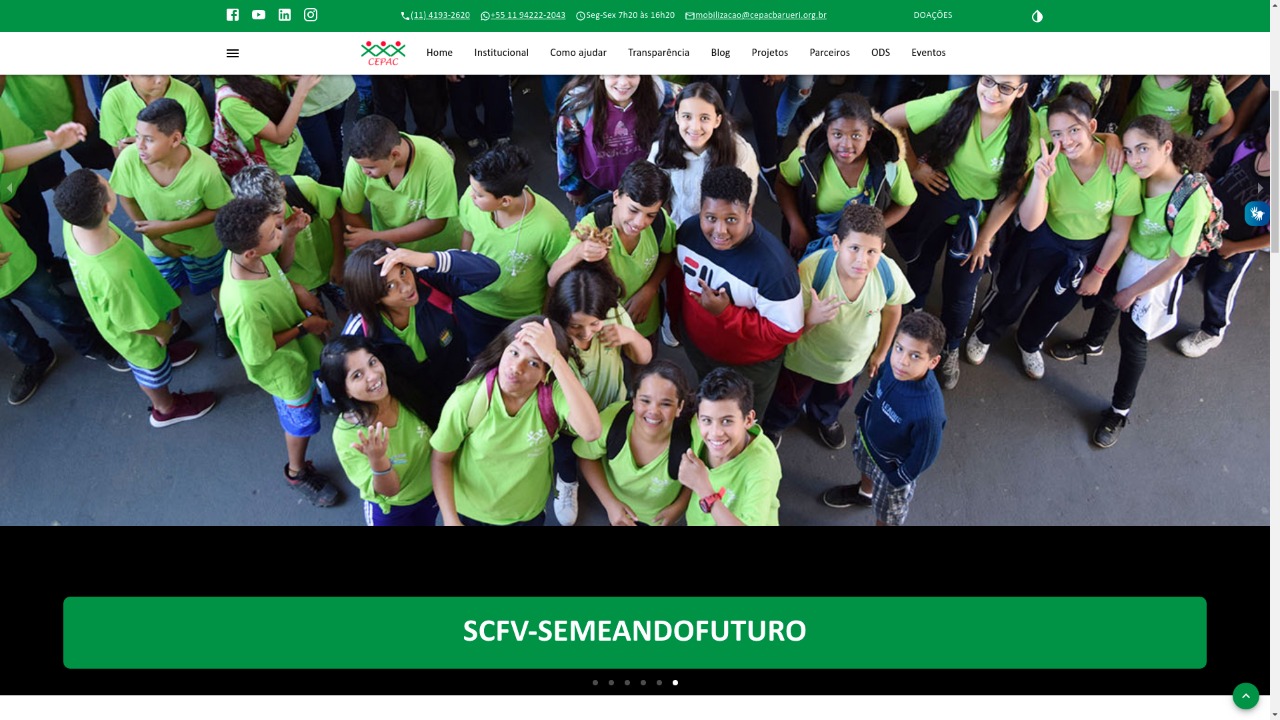 (11) 4193-2620 +55 11 94222-2043 Seg-Sex 7h20 às 16h20 mobilizacao@cepacbarueri.org.br DOAÇÕES
CEPAC Home Institucional Como ajudar Transparência Blog Projetos Parceiros ODS Eventos
FILA
SCFV-SEMEANDOFUTURO